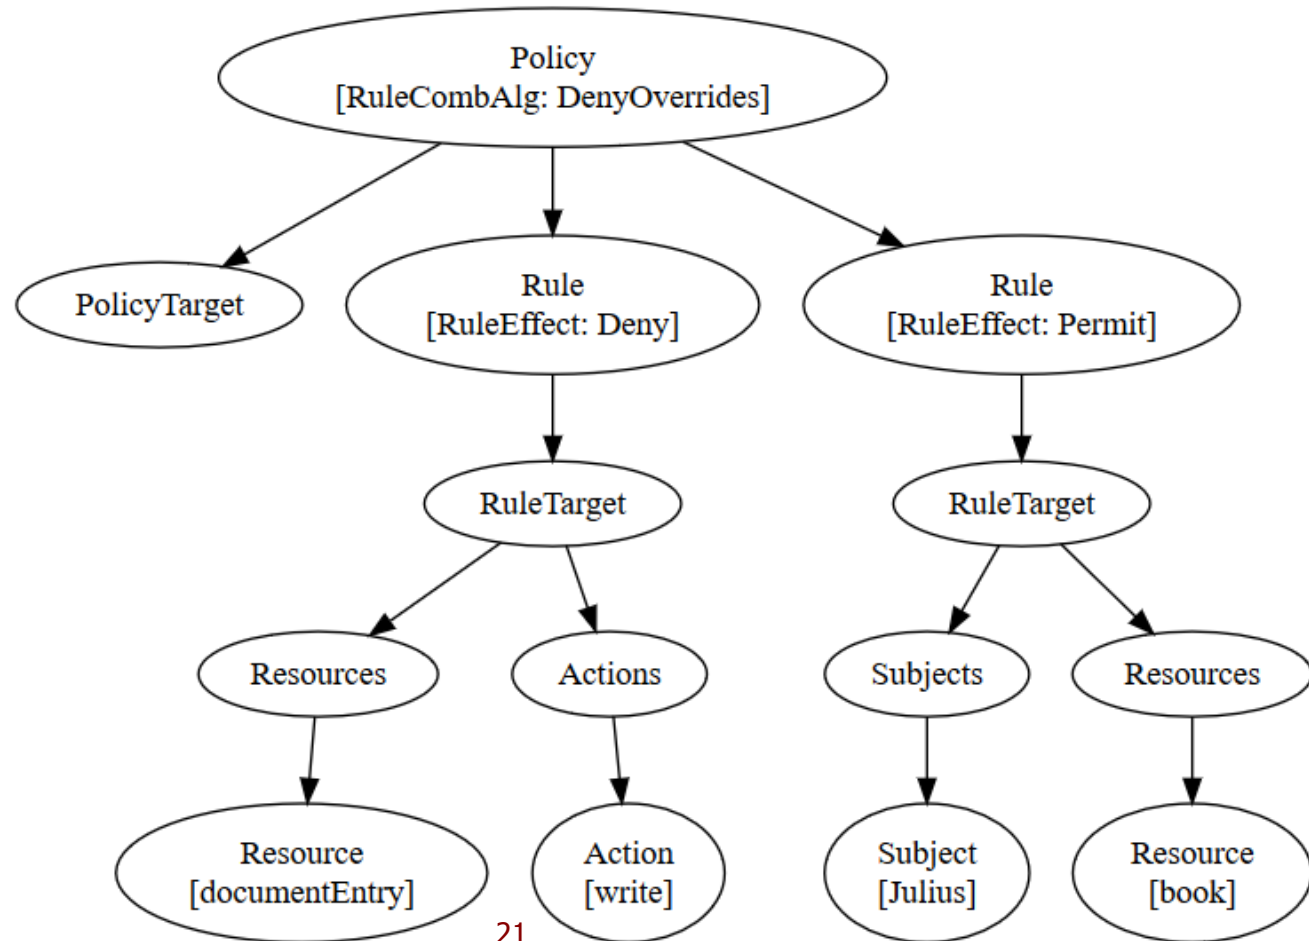 Policy
[RuleCombAlg: DenyOverrides]
PolicyTarget
Rule
[RuleEffect: Deny]
Rule
[RuleEffect: Permit]
RuleTarget
RuleTarget
Resources
Actions
Subjects
Resources
Resource
[documentEntry]
Action
[write]
Subject
[Julius]
Resource
[book]
21